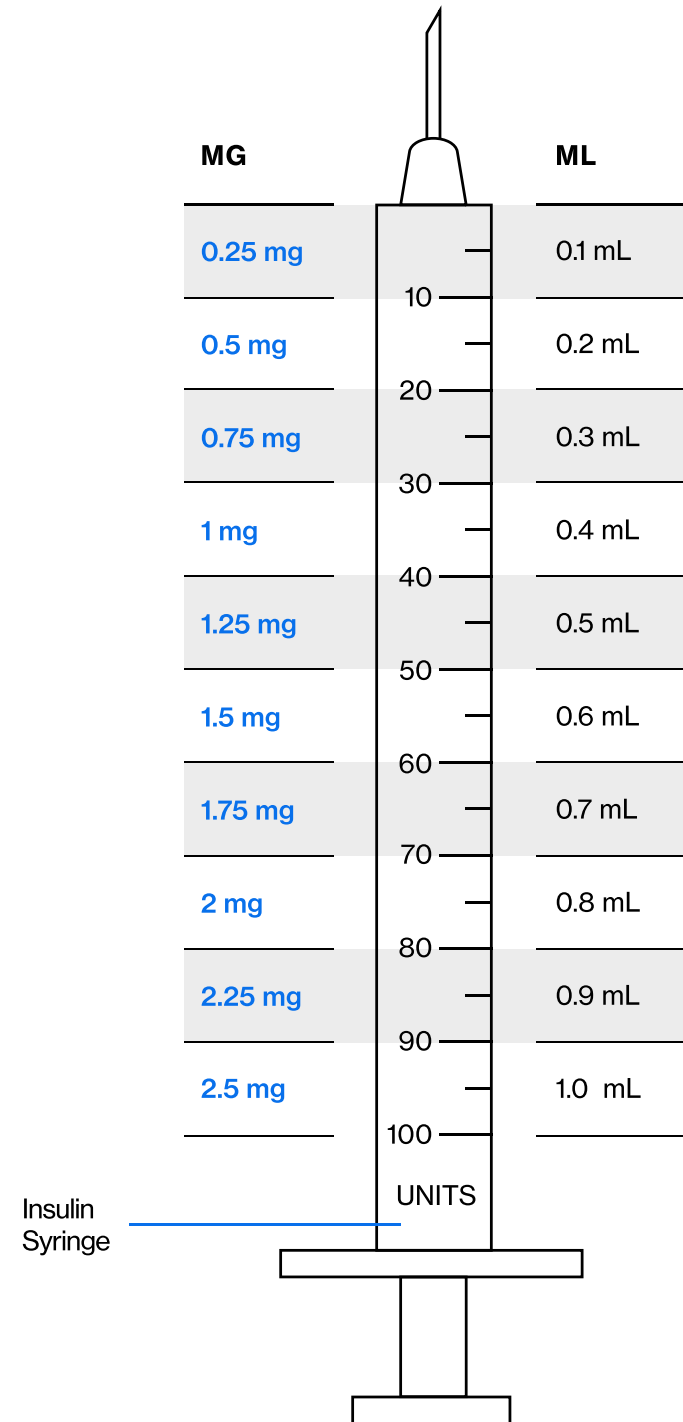 MG ML
0.25 mg 0.1 mL
10
0.5 mg 0.2 mL
20
0.75 mg 0.3 mL
30
1 mg 0.4 mL
40
1.25 mg 0.5 mL
50
1.5 mg 0.6 mL
60
1.75 mg 0.7 mL
70
2 mg 0.8 mL
80
2.25 mg 0.9 mL
90
2.5 mg 1.0 mL
100
UNITS
Insulin
Syringe